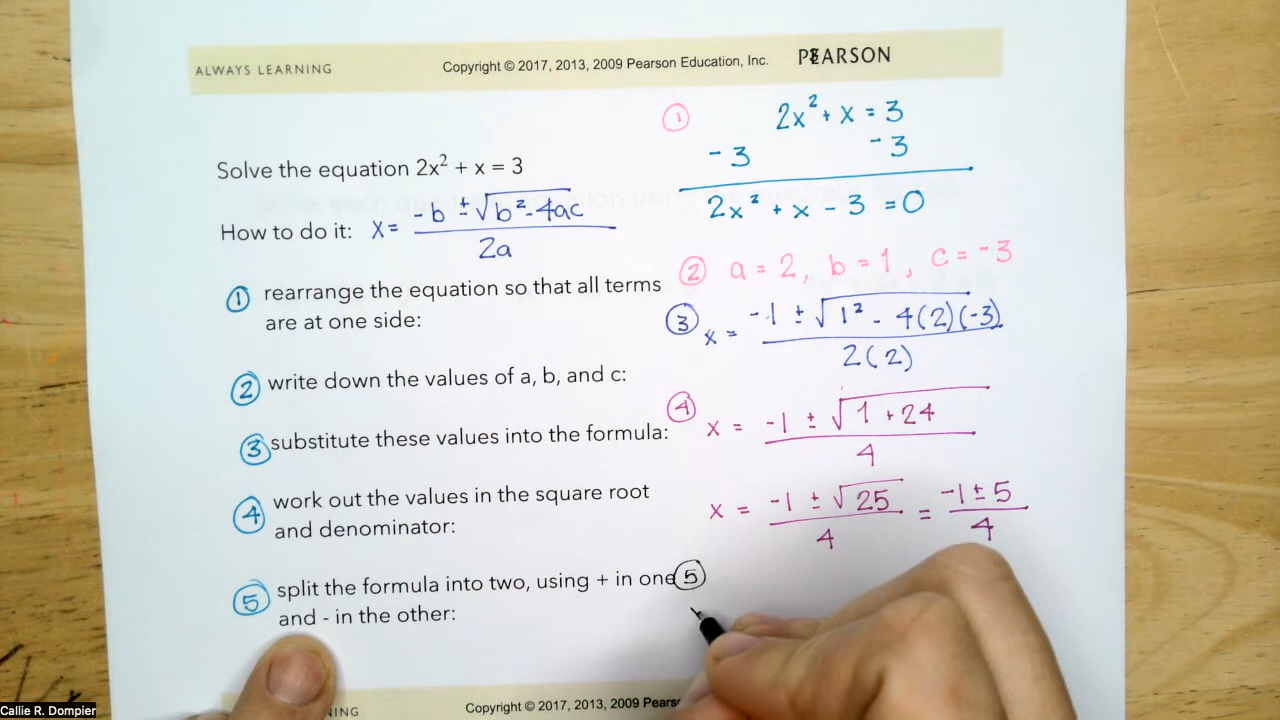 ALWAYS LEARNING
Copyright © 2017, 2013, 2009 Pearson Education, Inc.
PEARSON
Solve the equation 2x² + x = 3
How to do it: x = -b ±√b² - 4ac / 2a
① rearrange the equation so that all terms
are at one side:
② write down the values of a, b, and c:
③ substitute these values into the formula:
④ work out the values in the square root
and denominator:
⑤ split the formula into two, using + in one
and - in the other:
① 2x² + x = 3
-3 -3
2x² + x - 3 = 0
② a = 2, b = 1, c = -3
③ x = -1 ± √1² - 4(2)(-3) / 2(2)
④ x = -1 ± √1 + 24 / 4
x = -1 ± √25 / 4 = -1 ± 5 / 4
⑤
NING
Copyright © 2017, 2013, 2009 Pears
Callie R. Dompier